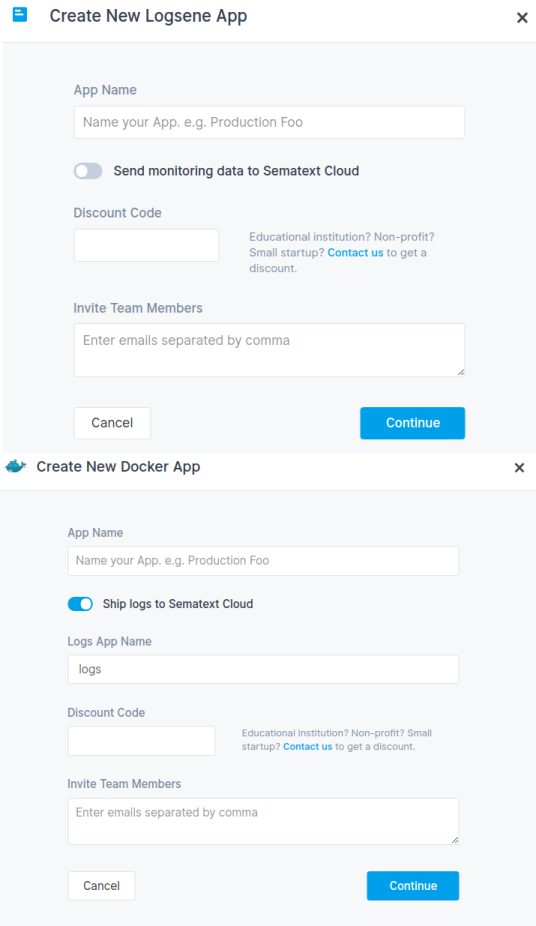 Create New Logsene App
App Name
Name your App. e.g. Production Foo
Send monitoring data to Sematext Cloud
Discount Code
Educational institution? Non-profit?
Small startup? Contact us to get a
discount.
Invite Team Members
Enter emails separated by comma
Cancel
Continue
Create New Docker App
App Name
Name your App. e.g. Production Foo
Ship logs to Sematext Cloud
Logs App Name
logs
Discount Code
Educational institution? Non-profit? Small
startup? Contact us to get a discount.
Invite Team Members
Enter emails separated by comma
Cancel
Continue